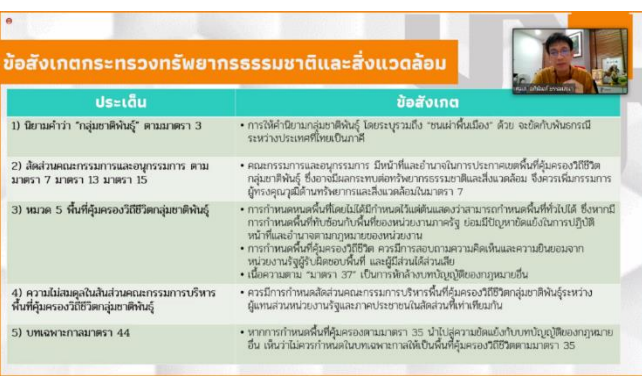 ข้อสังเกตกระทรวงทรัพยากรธรรมชาติและสิ่งแวดล้อม
ประเด็น
ข้อสังเกต
1) นิยามคำว่า "กลุ่มชาติพันธุ์" ตามมาตรา 3
• การให้คำนิยามกลุ่มชาติพันธุ์ โดยระบุรวมถึง "ชนเผ่าพื้นเมือง" ด้วย จะขัดกับพันธกรณี
ระหว่างประเทศที่ไทยเป็นภาคี
2) สัดส่วนคณะกรรมการและอนุกรรมการ ตาม
มาตรา 7 มาตรา 13 มาตรา 15
• คณะกรรมการและอนุกรรมการ มีหน้าที่และอำนาจในการประกาศเขตพื้นที่คุ้มครองวิถีชีวิต
กลุ่มชาติพันธุ์ ซึ่งอาจมีผลกระทบต่อทรัพยากรธรรมชาติและสิ่งแวดล้อม จึงควรเพิ่มกรรมการ
ผู้ทรงคุณวุฒิด้านทรัพยากรและสิ่งแวดล้อมในมาตรา 7
3) หมวด 5 พื้นที่คุ้มครองวิถีชีวิตกลุ่มชาติพันธุ์
• การกำหนดหนดพื้นที่โดยไม่ได้มีกำหนดไว้แต่ต้นแสดงว่าสามารถกำหนดพื้นที่ทั่วไปได้ ซึ่งหากมี
การกำหนดพื้นที่ทับซ้อนกับพื้นที่ของหน่วยงานภาครัฐ ย่อมมีปัญหาขัดแย้งในการปฏิบัติ
หน้าที่และอำนาจตามกฎหมายของหน่วยงาน
• การกำหนดพื้นที่คุ้มครองวิถีชีวิต ควรมีการสอบถามความคิดเห็นและความยินยอมจาก
หน่วยงานรัฐผู้รับผิดชอบพื้นที่ และผู้มีส่วนได้ส่วนเสีย
• เนื้อความตาม "มาตรา 37" เป็นการหักล้างบทบัญญัติของกฎหมายอื่น
4) ความไม่สมดุลในสัดส่วนคณะกรรมการบริหาร
พื้นที่คุ้มครองวิถีชีวิตกลุ่มชาติพันธุ์
• ควรมีการกำหนดสัดส่วนคณะกรรมการบริหารพื้นที่คุ้มครองวิถีชีวิตกลุ่มชาติพันธุ์ระหว่าง
ผู้แทนส่วนหน่วยงานรัฐและภาคประชาชนในสัดส่วนที่เท่าเทียมกัน
5) บทเฉพาะกาลมาตรา 44
• หากการกำหนดพื้นที่คุ้มครองตามมาตรา 35 นำไปสู่ความขัดแย้งกับบทบัญญัติของกฎหมาย
อื่น เห็นว่าไม่ควรกำหนดในบทเฉพาะกาลให้เป็นพื้นที่คุ้มครองวิถีชีวิตตามมาตรา 35